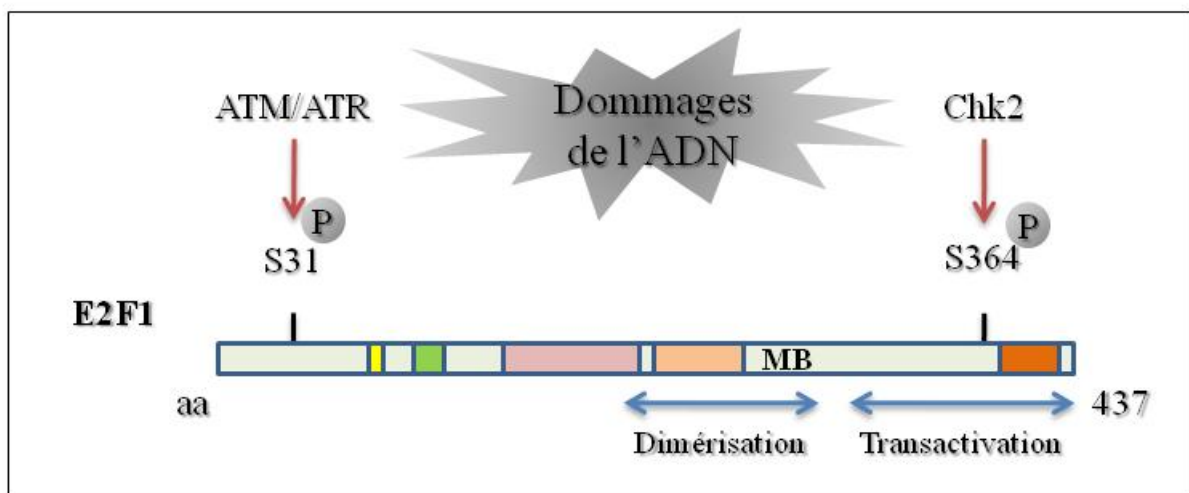 Dommages
de l'ADN
ATM/ATR
Chk2
P
P
S31
S364
E2F1
MB
aa
437
Dimérisation
Transactivation